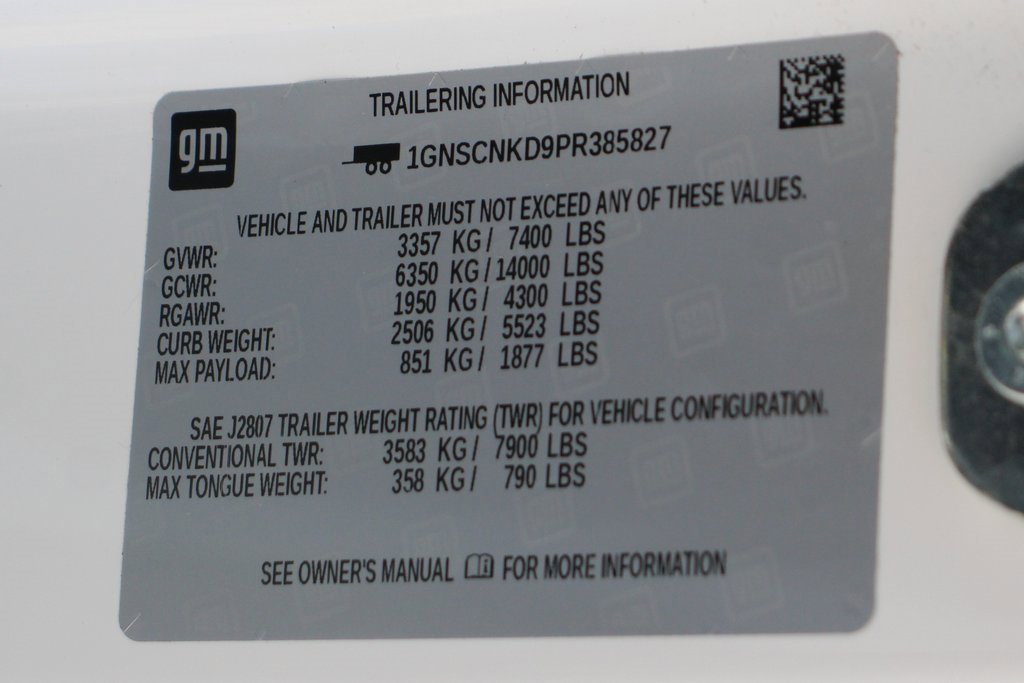 gm
TRAILERING INFORMATION
1GNSCNKD9PR385827
VEHICLE AND TRAILER MUST NOT EXCEED ANY OF THESE VALUES.
GVWR: 3357 KG/ 7400 LBS
GCWR: 6350 KG/14000 LBS
RGAWR: 1950 KG/ 4300 LBS
CURB WEIGHT: 2506 KG/ 5523 LBS
MAX PAYLOAD: 851 KG/ 1877 LBS
SAE J2807 TRAILER WEIGHT RATING (TWR) FOR VEHICLE CONFIGURATION.
CONVENTIONAL TWR: 3583 KG/ 7900 LBS
MAX TONGUE WEIGHT: 358 KG/ 790 LBS
SEE OWNER'S MANUAL FOR MORE INFORMATION